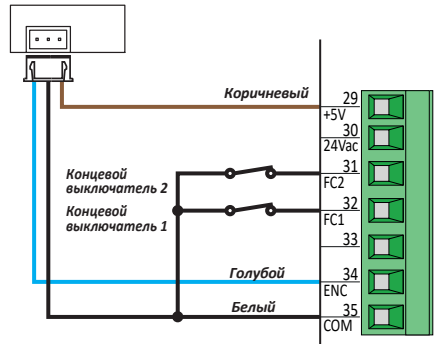 Коричневый
29
+5V
30
24Vac
Концевой
выключатель 2
31
FC2
Концевой
выключатель 1
32
FC1
33
Голубой
34
ENC
Белый
35
COM